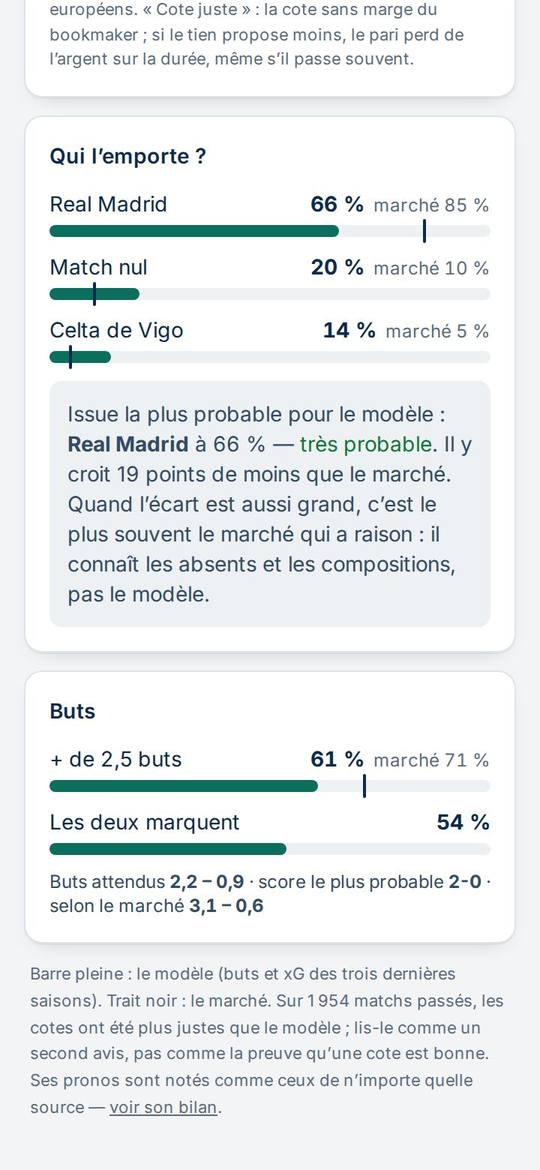 européens. « Cote juste » : la cote sans marge du
bookmaker ; si le tien propose moins, le pari perd de
l’argent sur la durée, même s’il passe souvent.
Qui l’emporte ?
Real Madrid 66 % marché 85 %
Match nul 20 % marché 10 %
Celta de Vigo 14 % marché 5 %
Issue la plus probable pour le modèle :
Real Madrid à 66 % — très probable. Il y
croit 19 points de moins que le marché.
Quand l’écart est aussi grand, c’est le
plus souvent le marché qui a raison : il
connaît les absents et les compositions,
pas le modèle.
Buts
+ de 2,5 buts 61 % marché 71 %
Les deux marquent 54 %
Buts attendus 2,2 – 0,9 · score le plus probable 2-0 ·
selon le marché 3,1 – 0,6
Barre pleine : le modèle (buts et xG des trois dernières
saisons). Trait noir : le marché. Sur 1 954 matchs passés, les
cotes ont été plus justes que le modèle ; lis-le comme un
second avis, pas comme la preuve qu’une cote est bonne.
Ses pronos sont notés comme ceux de n’importe quelle
source — voir son bilan.